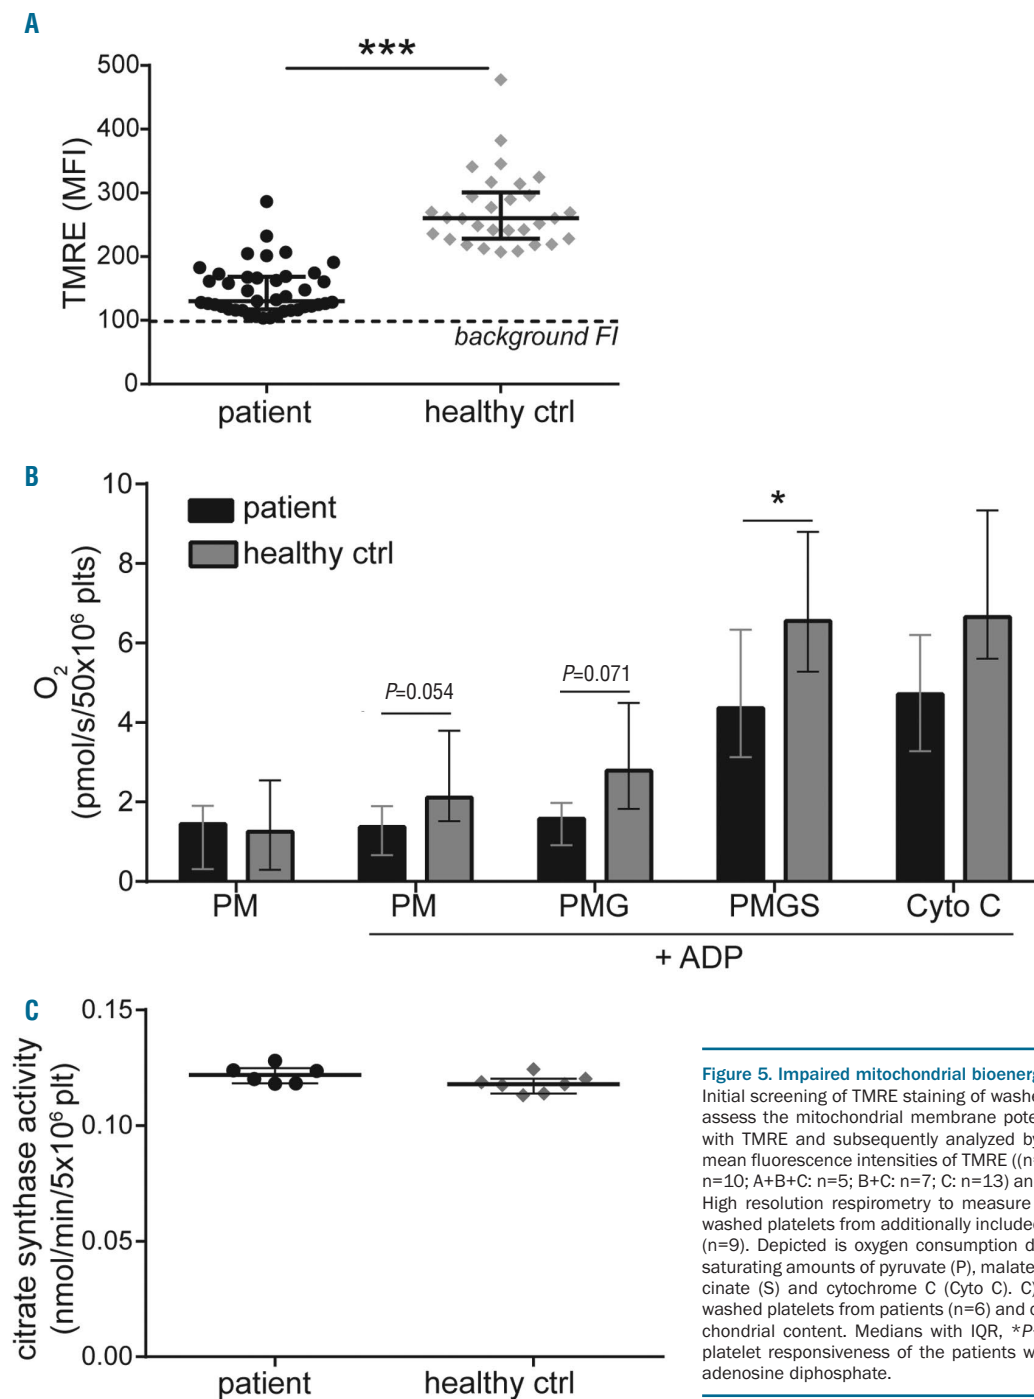 A
***
500
400
300
200
100
0
TMRE (MFI)
background FI
patient
healthy ctrl
B
10
8
6
4
2
0
O2
(pmol/s/50x10⁶ plts)
patient
healthy ctrl
P=0.054
P=0.071
*
PM
PM
PMG
PMGS
Cyto C
+ ADP
C
0.15
0.10
0.05
0.00
citrate synthase activity
(nmol/min/5x10⁶ plt)
patient
healthy ctrl
Figure 5. Impaired mitochondrial bioenerg
Initial screening of TMRE staining of washe
assess the mitochondrial membrane pote
with TMRE and subsequently analyzed by
mean fluorescence intensities of TMRE ((n
n=10; A+B+C: n=5; B+C: n=7; C: n=13) an
High resolution respirometry to measure
washed platelets from additionally included
(n=9). Depicted is oxygen consumption d
saturating amounts of pyruvate (P), malate
cinate (S) and cytochrome C (Cyto C). C)
washed platelets from patients (n=6) and c
chondrial content. Medians with IQR, *P
platelet responsiveness of the patients w
adenosine diphosphate.